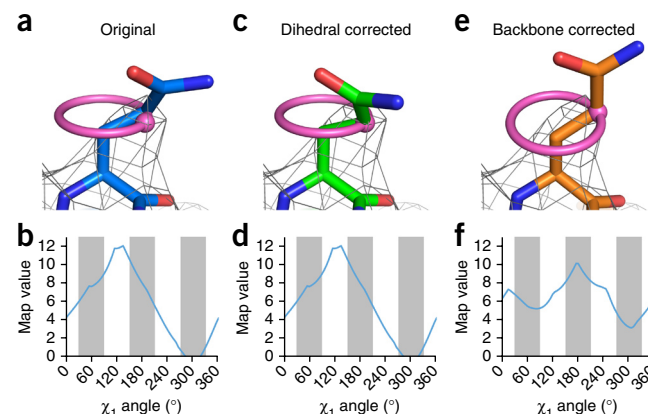 a Original
c Dihedral corrected
e Backbone corrected
b
d
f
Map value
12
10
8
6
4
2
0
0 60 120 180 240 300 360
χ1 angle (°)
Map value
12
10
8
6
4
2
0
0 60 120 180 240 300 360
χ1 angle (°)
Map value
12
10
8
6
4
2
0
0 60 120 180 240 300 360
χ1 angle (°)